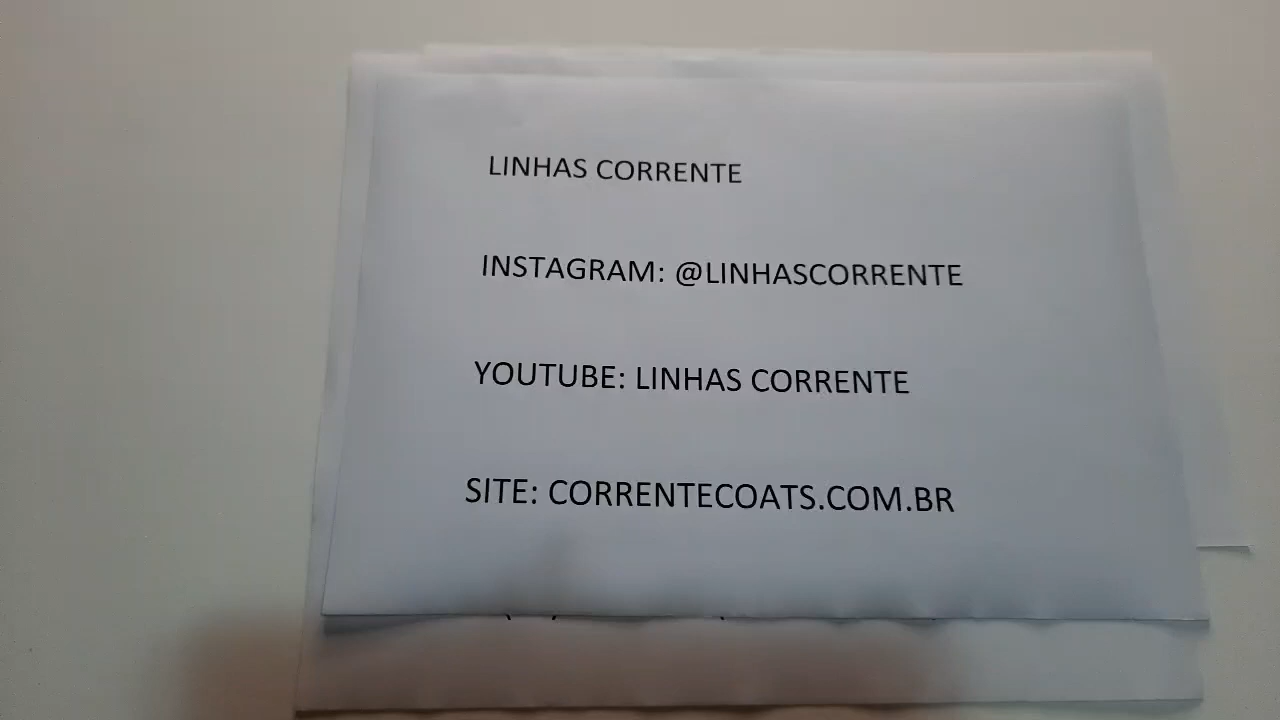 LINHAS CORRENTE
INSTAGRAM: @LINHASCORRENTE
YOUTUBE: LINHAS CORRENTE
SITE: CORRENTECOATS.COM.BR